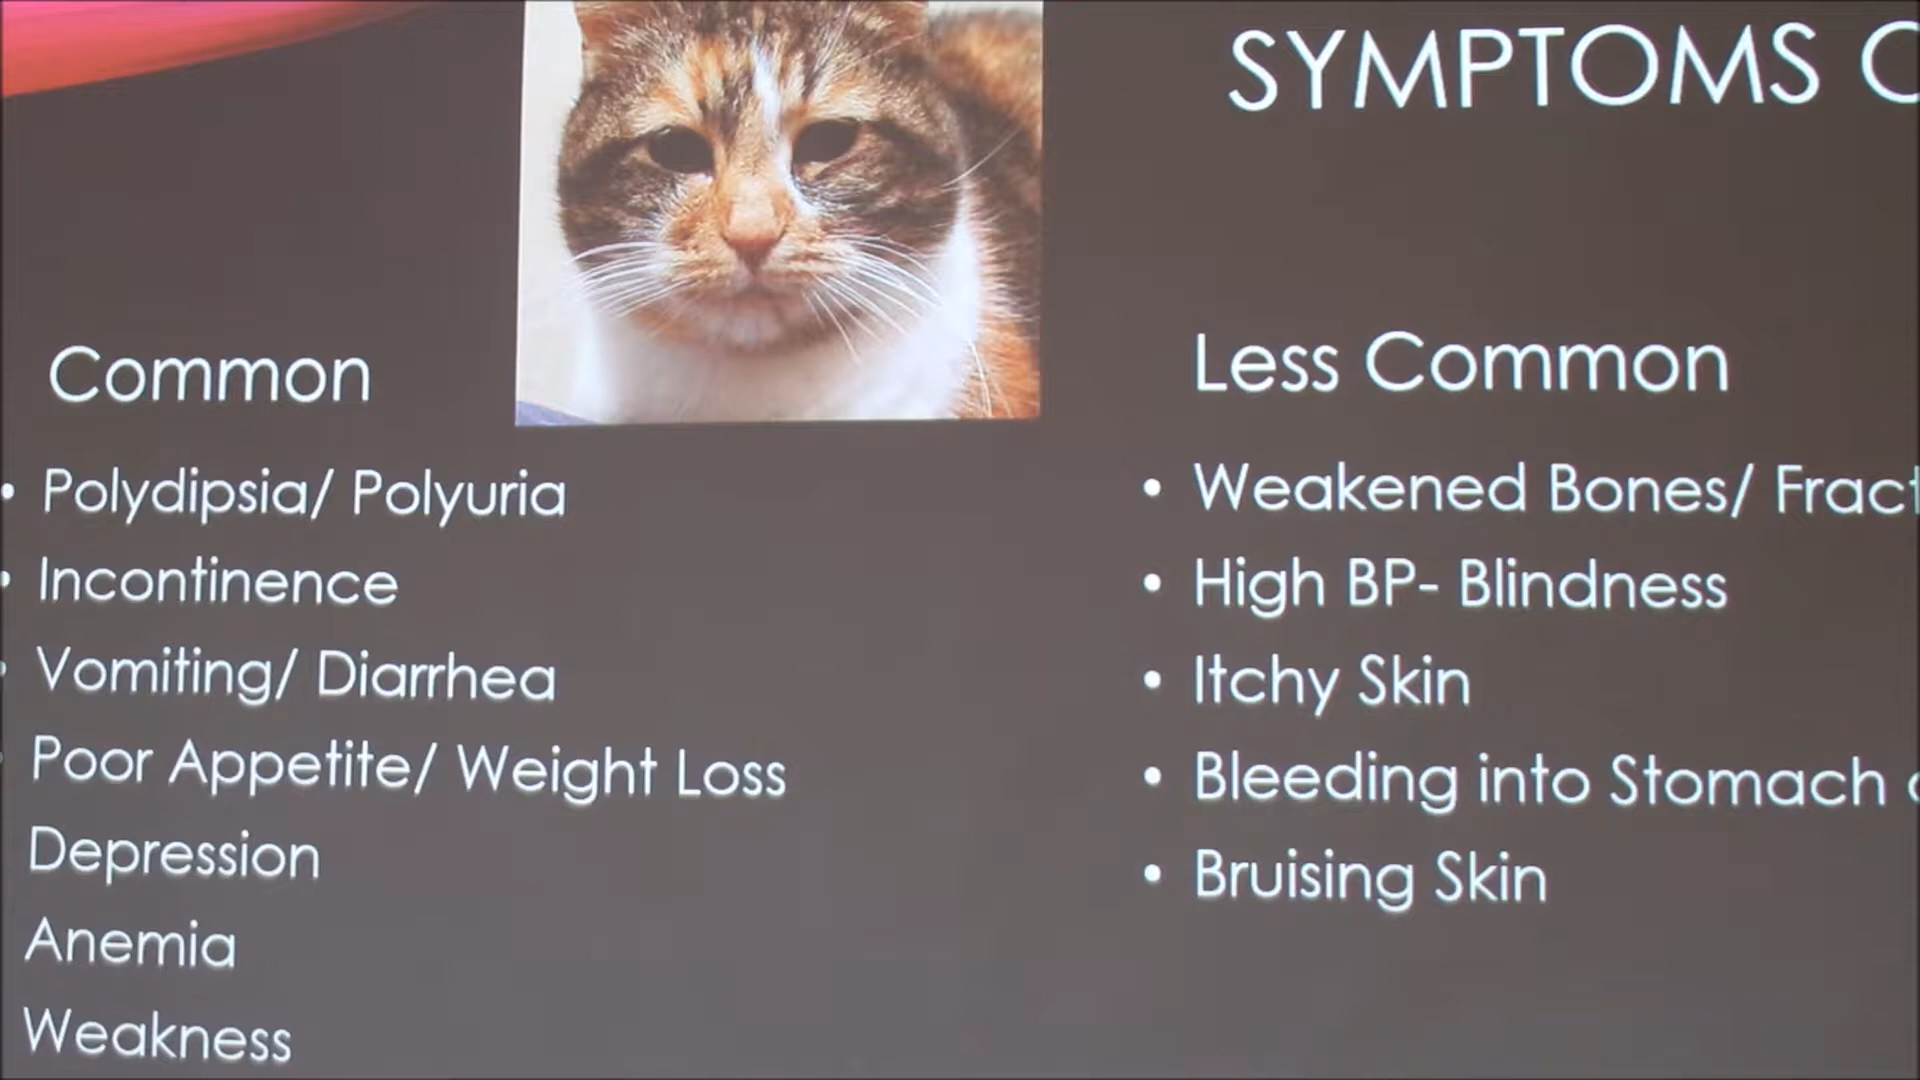 SYMPTOMS
Common
• Polydipsia/ Polyuria
• Incontinence
• Vomiting/ Diarrhea
• Poor Appetite/ Weight Loss
Depression
Anemia
Weakness
Less Common
• Weakened Bones/ Fract
• High BP- Blindness
• Itchy Skin
• Bleeding into Stomach
• Bruising Skin